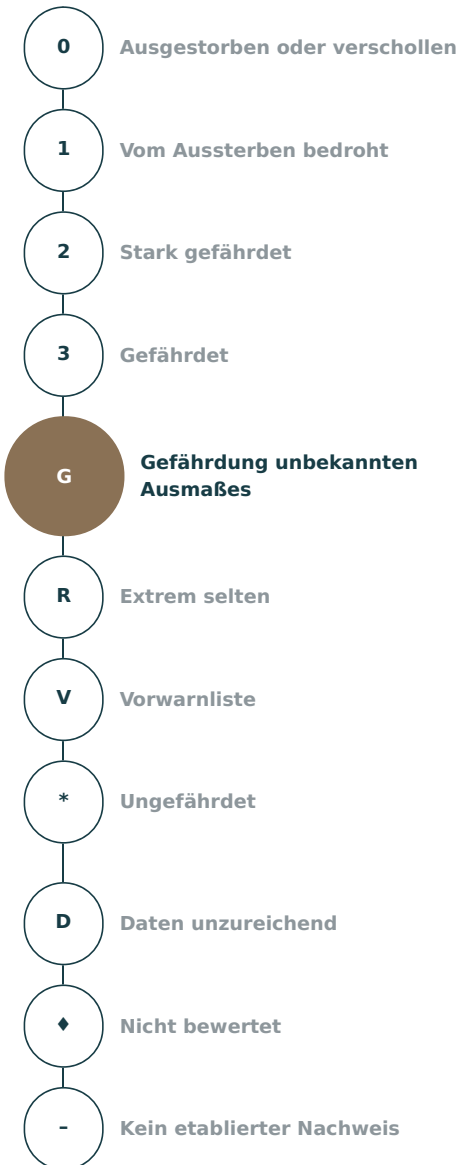 0 Ausgestorben oder verschollen
1 Vom Aussterben bedroht
2 Stark gefährdet
3 Gefährdet
G Gefährdung unbekannten
Ausmaßes
R Extrem selten
V Vorwarnliste
* Ungefährdet
D Daten unzureichend
♦ Nicht bewertet
– Kein etablierter Nachweis